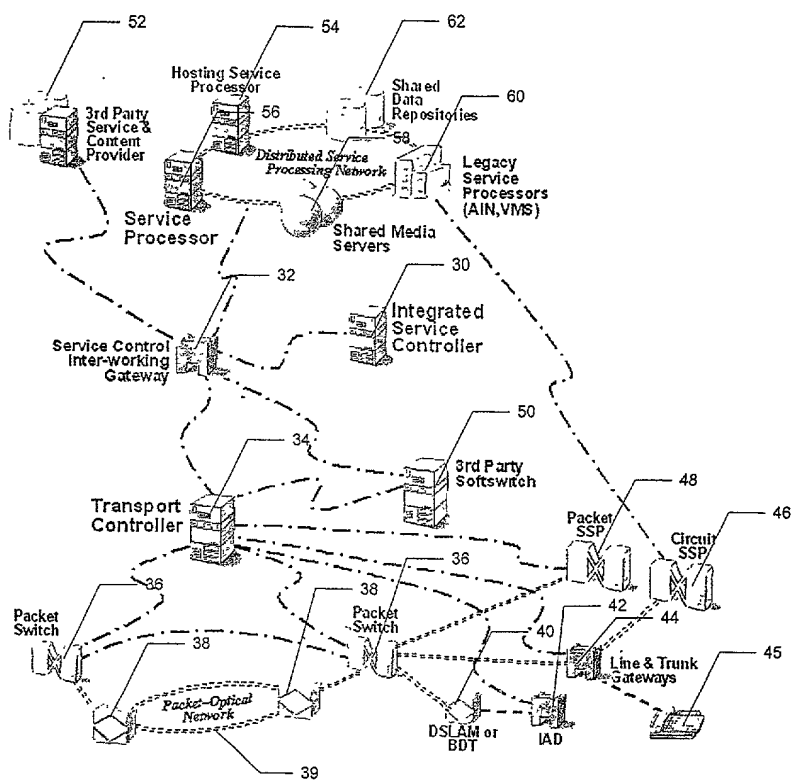 52
54
62
Hosting Service
Processor
Shared
Data
Repositories
3rd Party
Service &
Content
Provider
56
60
58
Distributed Service
Processing Network
Legacy
Service
Processors
(AIN,VMS)
Service
Processor
Shared Media
Servers
32
30
Integrated
Service
Controller
Service Control
Inter-working
Gateway
50
34
3rd Party
Softswitch
48
Transport
Controller
Packet
SSP
46
Circuit
SSP
36
38
36
42
Packet
Switch
Packet
Switch
44
38
40
Line & Trunk
Gateways
45
Packet-Optical
Network
DSLAM or
BDT
IAD
39